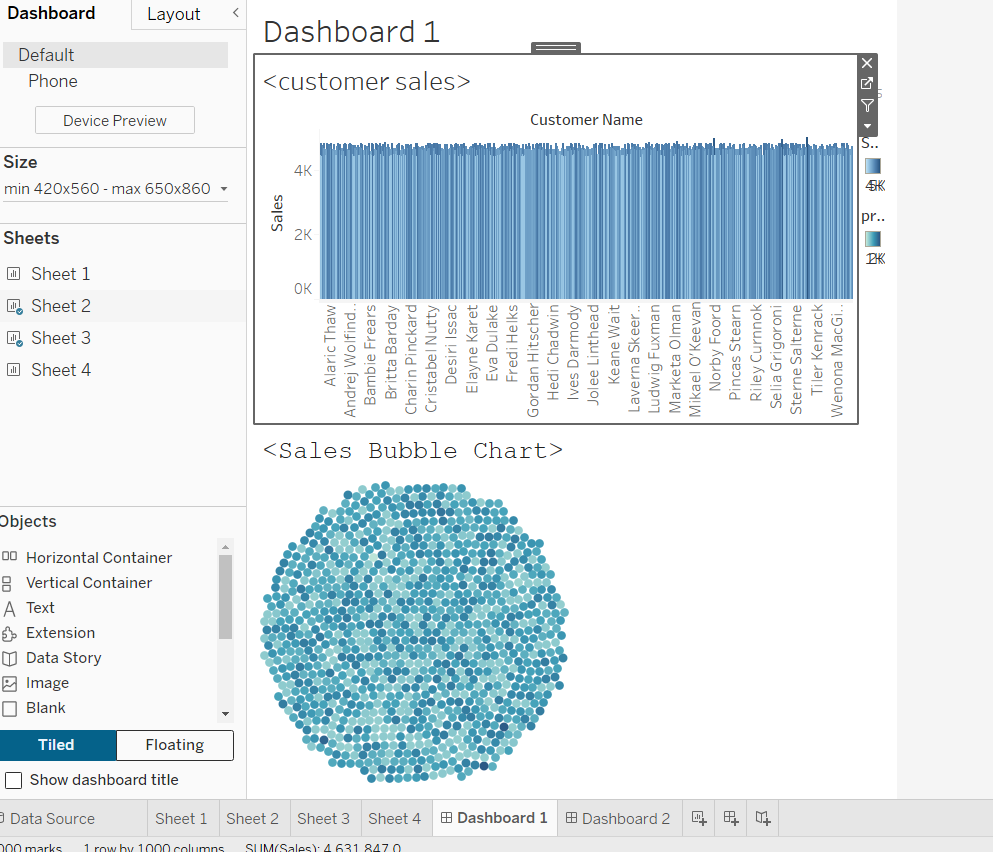 Dashboard
Layout
<
Default
Phone
Device Preview
Size
min 420x560 - max 650x860
Sheets
Sheet 1
Sheet 2
Sheet 3
Sheet 4
Objects
Horizontal Container
Vertical Container
Text
Extension
Data Story
Image
Blank
Tiled
Floating
Show dashboard title
Dashboard 1
<customer sales>
Customer Name
Sales
4K
2K
0K
Alaric Thaw
Andrej Wolfind..
Bambie Frears
Britta Barday
Charin Pinckard
Cristabel Nutty
Desiri Issac
Elayne Karet
Eva Dulake
Fredi Helks
Gordan Hitscher
Hedi Chadwin
Ives Darmody
Jolee Linthead
Keane Wait
Laverna Skeer..
Ludwig Fuxman
Marketa Olman
Mikael O'Keevan
Norby Foord
Pincas Stearn
Riley Curnnok
Selia Grigoroni
Sterne Salterne
Tiler Kenrack
Wenona MacGi..
S..
pr..
<Sales Bubble Chart>
Data Source
Sheet 1
Sheet 2
Sheet 3
Sheet 4
Dashboard 1
Dashboard 2
000 marks
1 row by 1000 columns
SUM(Sales): 4,631,847.0